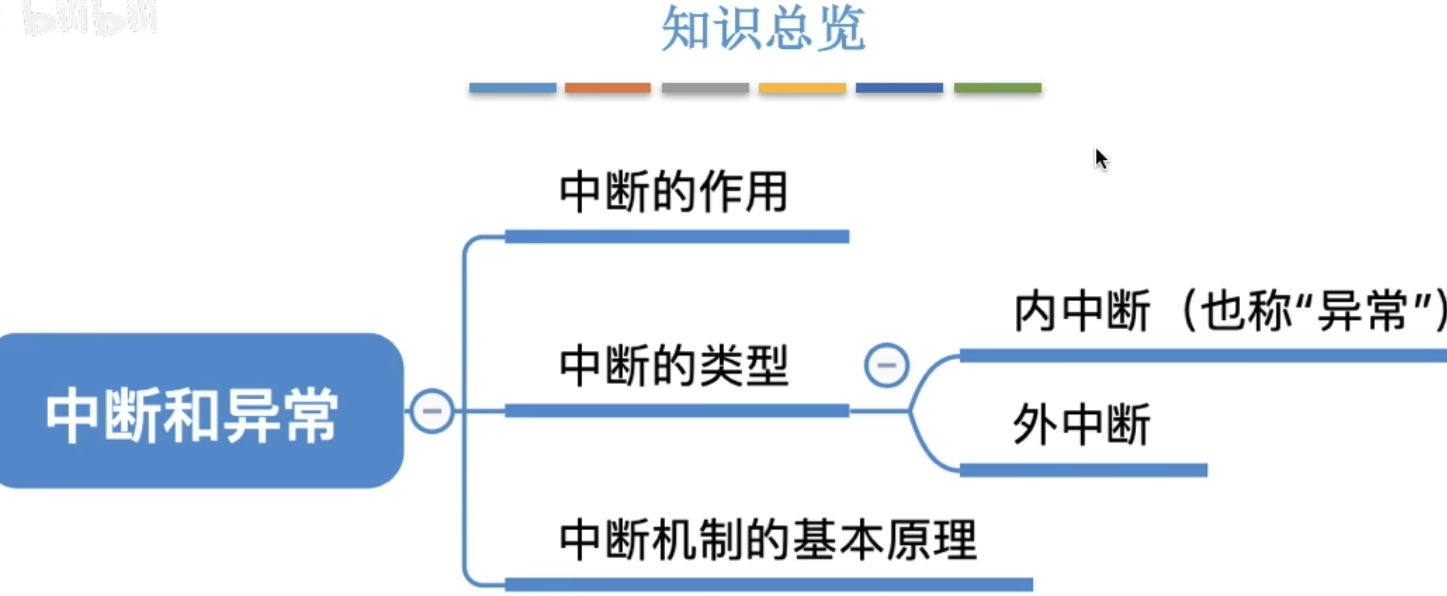 bilibili
知识总览
中断的作用
内中断（也称“异常”）
中断的类型
中断和异常
外中断
中断机制的基本原理